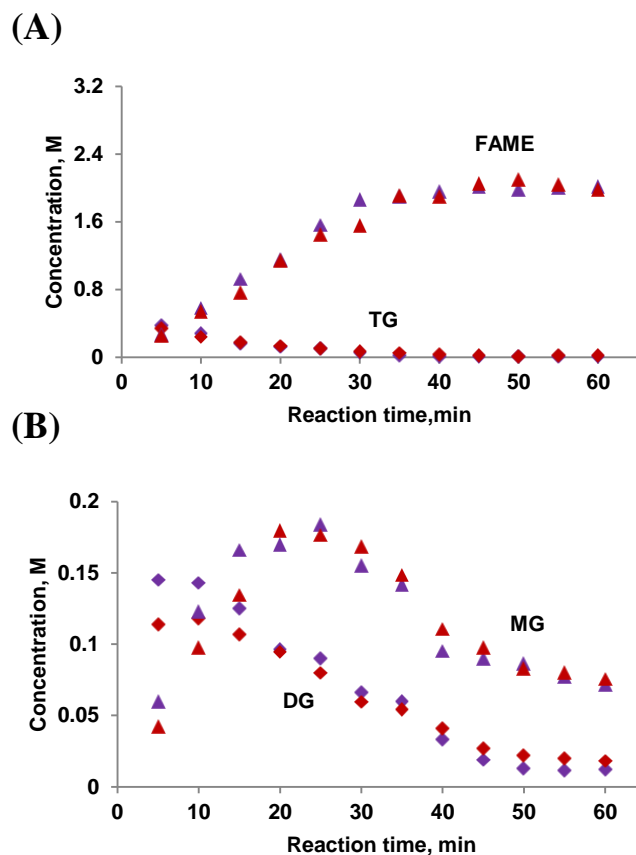 (A)
3.2
2.4
1.6
0.8
0
Concentration, M
FAME
TG
0 10 20 30 40 50 60
Reaction time,min
(B)
0.2
0.15
0.1
0.05
0
Concentration, M
MG
DG
0 10 20 30 40 50 60
Reaction time, min